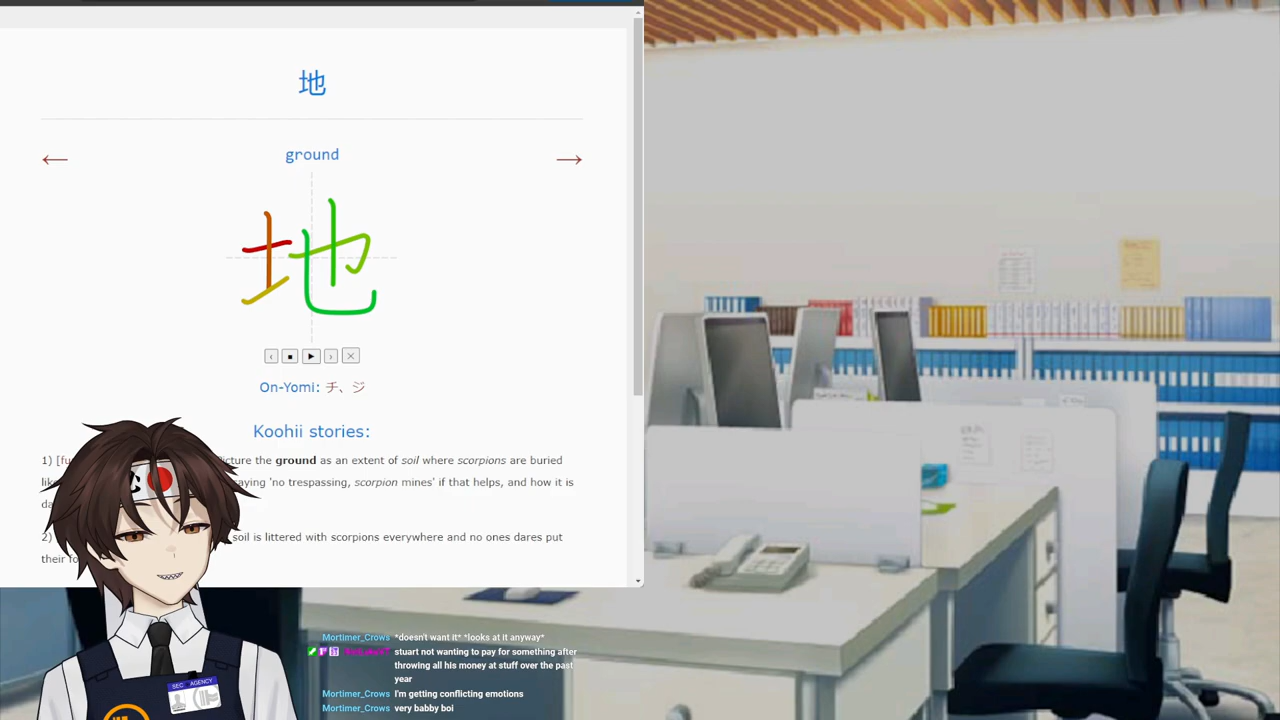 地
← →
ground
On-Yomi: チ、ジ
Koohii stories:
1) [fu icture the ground as an extent of soil where scorpions are buried
lik aying 'no trespassing, scorpion mines' if that helps, and how it is
da
2) soil is littered with scorpions everywhere and no ones dares put
their fo
SEC AGENCY
Mortimer_Crows *doesn't want it* *looks at it anyway*
stuart not wanting to pay for something after
throwing all his money at stuff over the past
year
Mortimer_Crows I'm getting conflicting emotions
Mortimer_Crows very babby boi